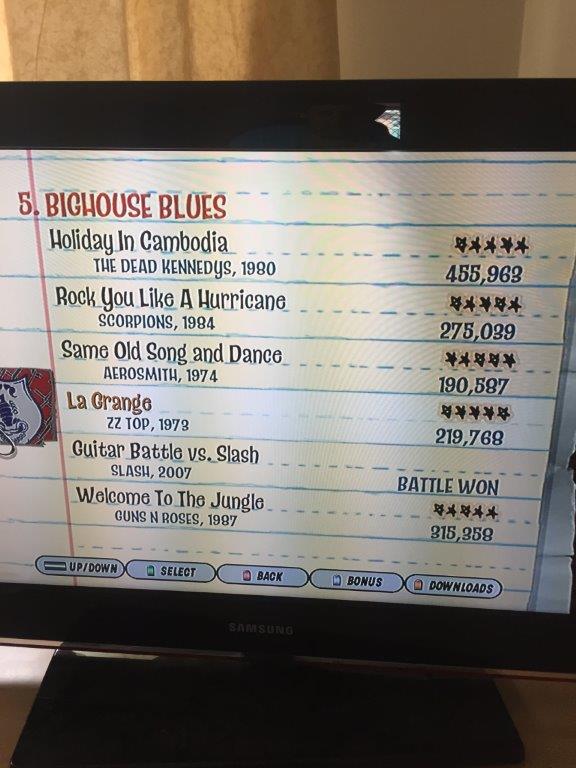 5. BIGHOUSE BLUES
Holiday In Cambodia
THE DEAD KENNEDYS, 1980
455,963
Rock You Like A Hurricane
SCORPIONS, 1984
275,039
Same Old Song and Dance
AEROSMITH, 1974
190,587
La Grange
ZZ TOP, 1973
219,768
Guitar Battle vs. Slash
SLASH, 2007
BATTLE WON
Welcome To The Jungle
GUNS N ROSES, 1987
315,358
UP/DOWN SELECT BACK BONUS DOWNLOADS
SAMSUNG